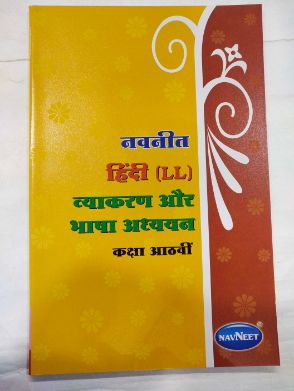 नवनीत
हिंदी (LL)
व्याकरण और
भाषा अध्ययन
कक्षा आठवीं
NAVNEET